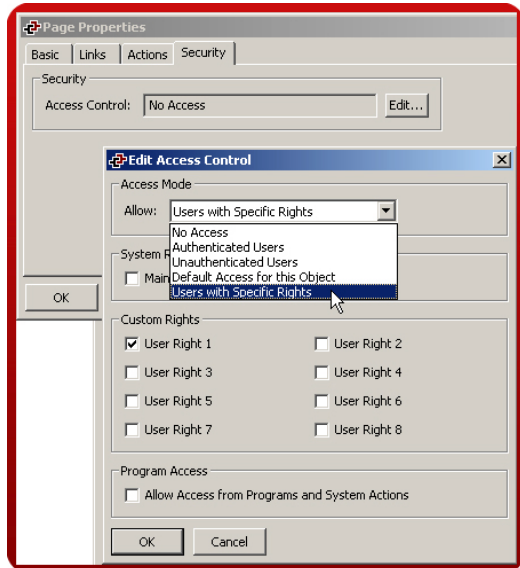 Page Properties
Basic Links Actions Security
Security
Access Control: No Access Edit...
Edit Access Control
Access Mode
Allow: Users with Specific Rights
No Access
Authenticated Users
Unauthenticated Users
Default Access for this Object
Users with Specific Rights
System R
Main
OK
Custom Rights
User Right 1 User Right 2
User Right 3 User Right 4
User Right 5 User Right 6
User Right 7 User Right 8
Program Access
Allow Access from Programs and System Actions
OK Cancel